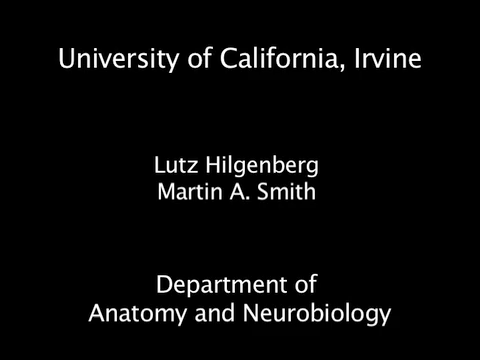 University of California, Irvine
Lutz Hilgenberg
Martin A. Smith
Department of
Anatomy and Neurobiology